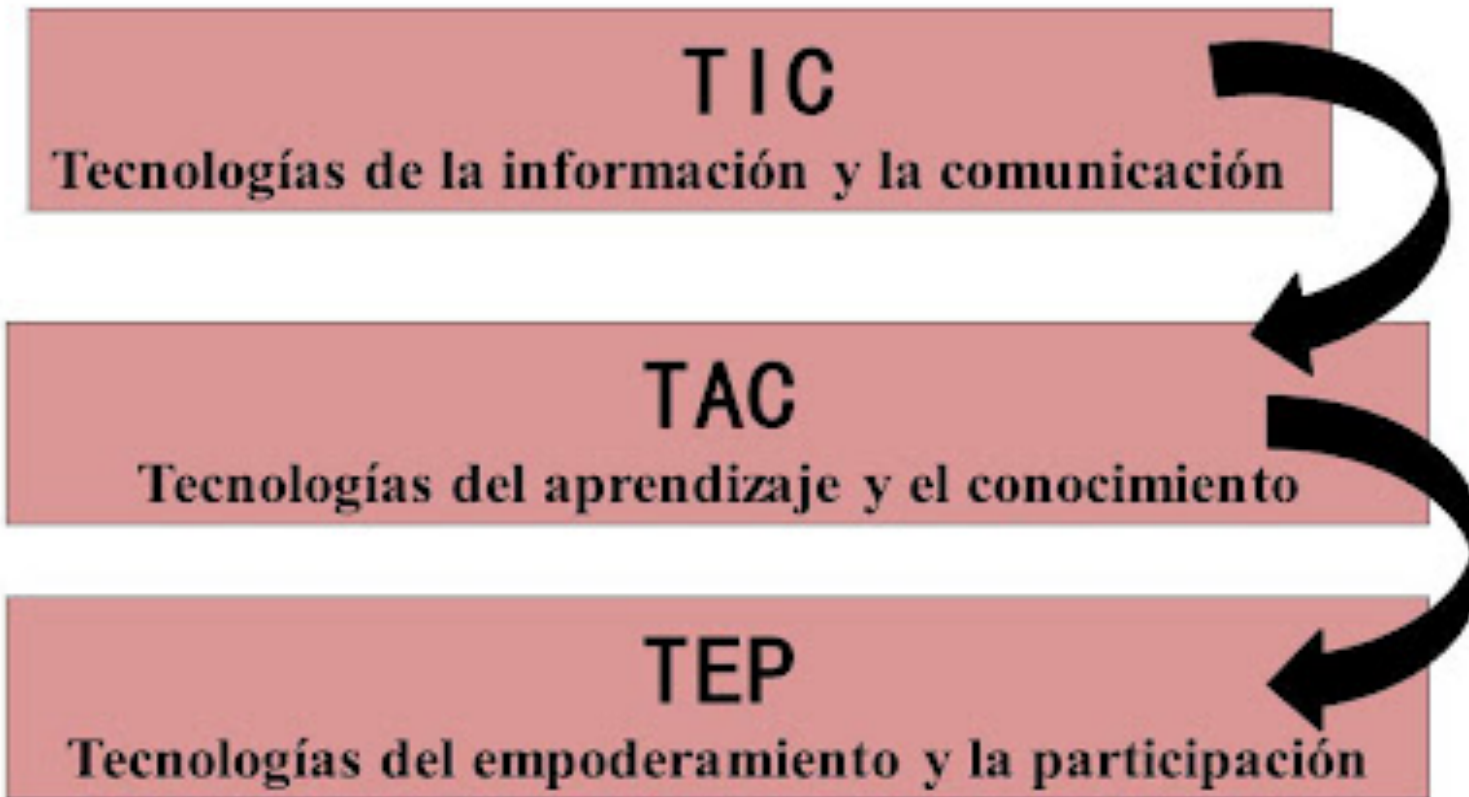 TIC
Tecnologías de la información y la comunicación
TAC
Tecnologías del aprendizaje y el conocimiento
TEP
Tecnologías del empoderamiento y la participación